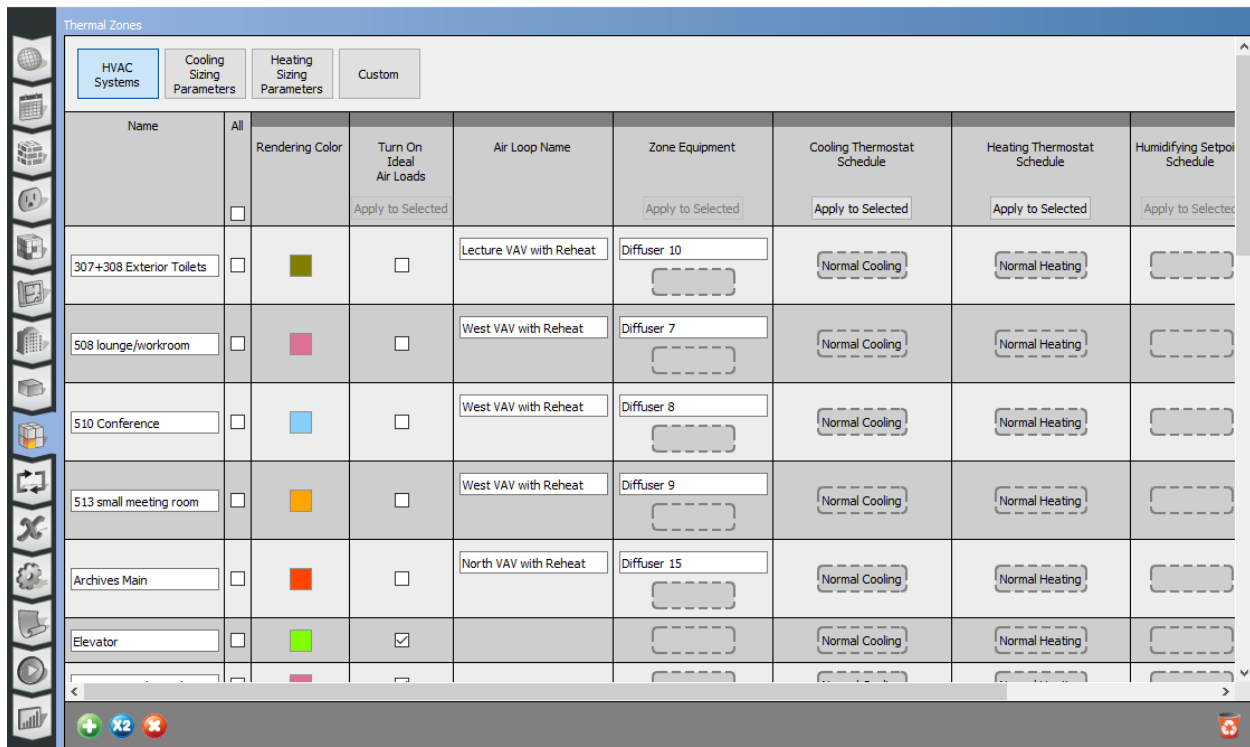 Thermal Zones
HVAC
Systems
Cooling
Sizing
Parameters
Heating
Sizing
Parameters
Custom
Name
All
Rendering Color
Turn On
Ideal
Air Loads
Apply to Selected
Air Loop Name
Zone Equipment
Apply to Selected
Cooling Thermostat
Schedule
Apply to Selected
Heating Thermostat
Schedule
Apply to Selected
Humidifying Setpoi
Schedule
Apply to Selected
307+308 Exterior Toilets
Lecture VAV with Reheat
Diffuser 10
Normal Cooling
Normal Heating
508 lounge/workroom
West VAV with Reheat
Diffuser 7
Normal Cooling
Normal Heating
510 Conference
West VAV with Reheat
Diffuser 8
Normal Cooling
Normal Heating
513 small meeting room
West VAV with Reheat
Diffuser 9
Normal Cooling
Normal Heating
Archives Main
North VAV with Reheat
Diffuser 15
Normal Cooling
Normal Heating
Elevator
Normal Cooling
Normal Heating
X2